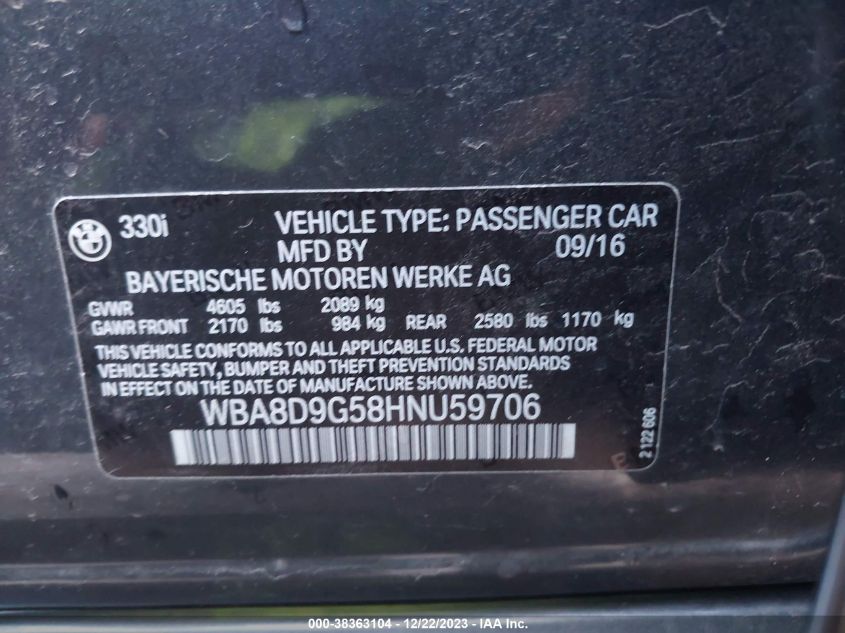 330i VEHICLE TYPE: PASSENGER CAR
MFD BY 09/16
BAYERISCHE MOTOREN WERKE AG
GVWR 4605 lbs 2089 kg
GAWR FRONT 2170 lbs 984 kg REAR 2580 lbs 1170 kg
THIS VEHICLE CONFORMS TO ALL APPLICABLE U.S. FEDERAL MOTOR
VEHICLE SAFETY, BUMPER AND THEFT PREVENTION STANDARDS
IN EFFECT ON THE DATE OF MANUFACTURE SHOWN ABOVE.
WBA8D9G58HNU59706
2 122 606
000-38363104 - 12/22/2023 - IAA Inc.